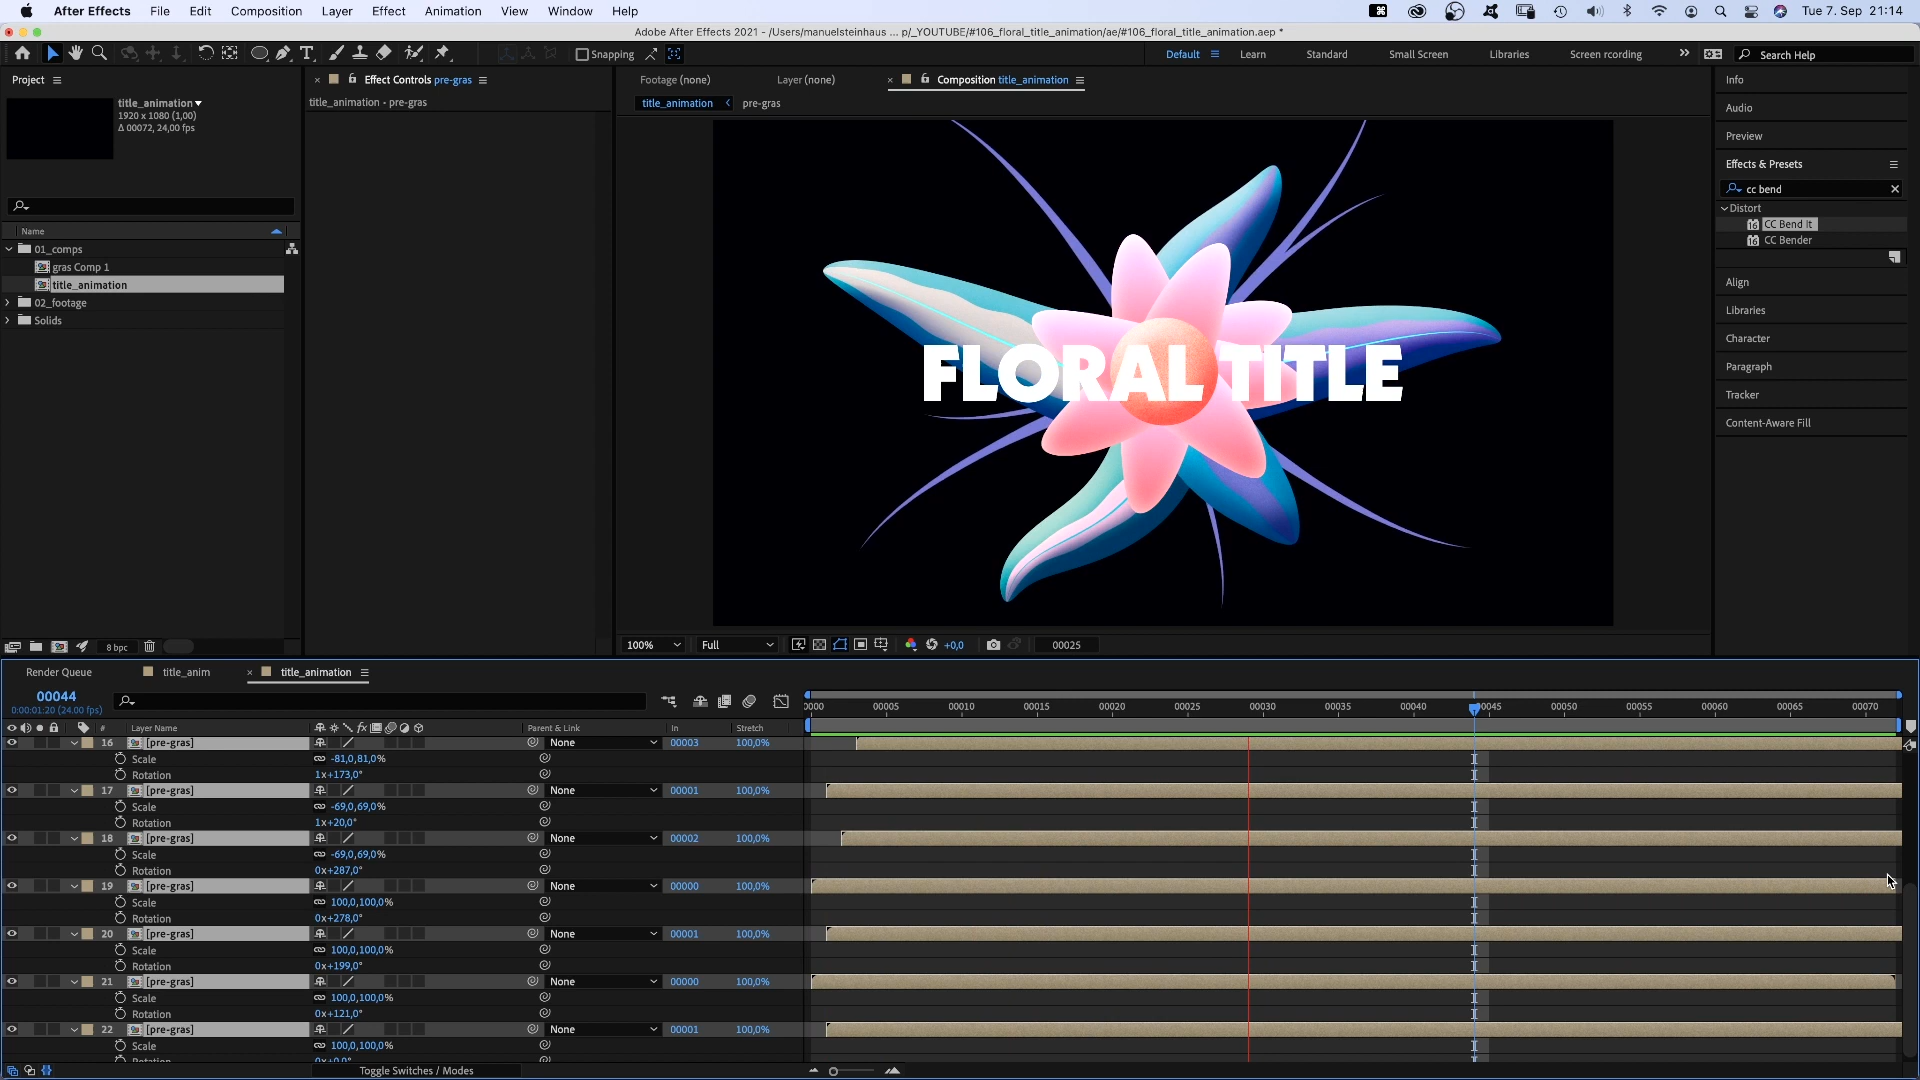 After Effects File Edit Composition Layer Effect Animation View Window Help Tue 7. Sep 21:14
Adobe After Effects 2021 - /Users/manuelsteinhaus ... p/_YOUTUBE/#106_floral_title_animation/ae/#106_floral_title_animation.aep *
Snapping Default Learn Standard Small Screen Libraries Screen recording Search Help
Project
title_animation
1920 x 1080 (1,00)
Δ 00072, 24,00 fps
Name
01_comps
gras Comp 1
title_animation
02_footage
Solids
8 bpc
Effect Controls pre-gras
title_animation - pre-gras
Footage (none) Layer (none) Composition title_animation
title_animation pre-gras
FLORAL TITLE
100% Full +0,0 00025
Info
Audio
Preview
Effects & Presets
cc bend
Distort
CC Bend It
CC Bender
Align
Libraries
Character
Paragraph
Tracker
Content-Aware Fill
Render Queue title_anim title_animation
00044
0:00:01:20 (24.00 fps)
0000 00005 00010 00015 00020 00025 00030 00035 00040 00045 00050 00055 00060 00065 00070
# Layer Name Parent & Link In Stretch
16 [pre-gras] None 00003 100,0%
Scale -81,0,81,0%
Rotation 1x+173,0°
17 [pre-gras] None 00001 100,0%
Scale -69,0,69,0%
Rotation 1x+20,0°
18 [pre-gras] None 00002 100,0%
Scale -69,0,69,0%
Rotation 0x+287,0°
19 [pre-gras] None 00000 100,0%
Scale 100,0,100,0%
Rotation 0x+278,0°
20 [pre-gras] None 00001 100,0%
Scale 100,0,100,0%
Rotation 0x+199,0°
21 [pre-gras] None 00000 100,0%
Scale 100,0,100,0%
Rotation 0x+121,0°
22 [pre-gras] None 00001 100,0%
Scale 100,0,100,0%
Rotation 0x+0,0°
Toggle Switches / Modes